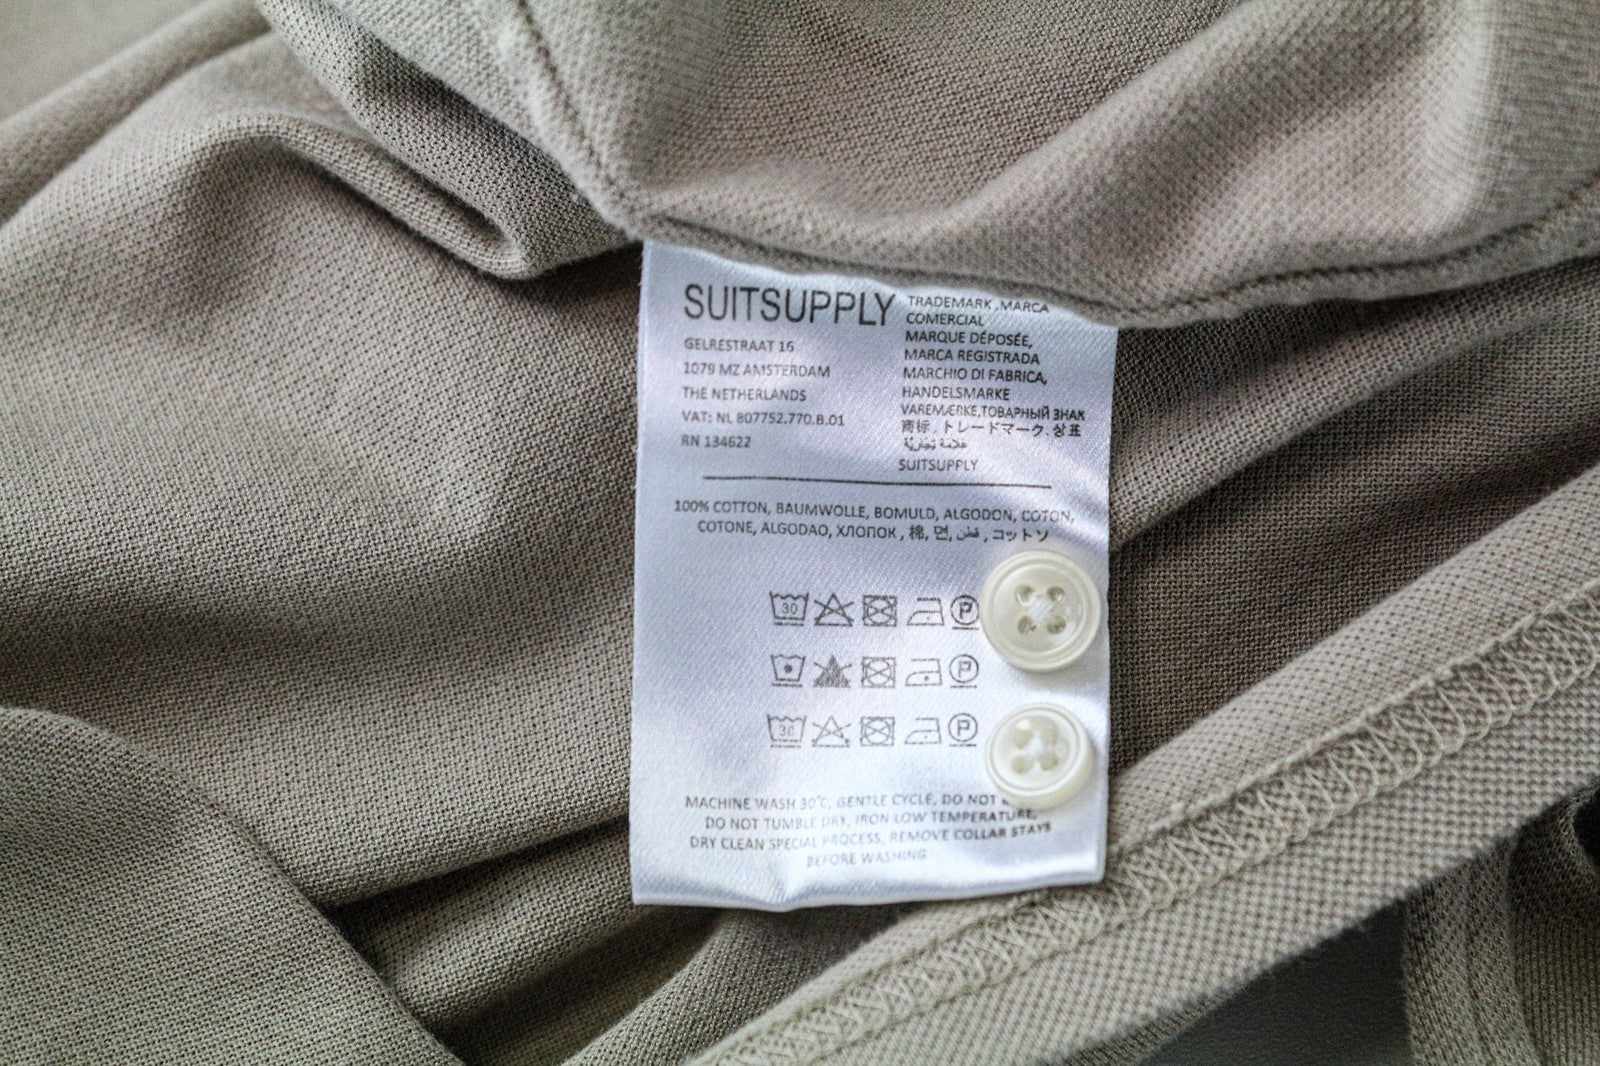 SUITSUPPLY
GELRESTRAAT 16
1079 MZ AMSTERDAM
THE NETHERLANDS
VAT: NL 807752.770.B.01
RN 134622
TRADEMARK ,MARCA
COMERCIAL
MARQUE DÉPOSÉE,
MARCA REGISTRADA
MARCHIO DI FABRICA,
HANDELSMARKE
VAREMÆRKE,ТОВАРНЫЙ ЗНАК
商标, トレードマーク, 상표
علامة تجارية
SUITSUPPLY
100% COTTON, BAUMWOLLE, BOMULD, ALGODON, COTON,
COTONE, ALGODAO, ХЛОПОК , 棉, 면, قطن , コットソ
30
P
P
30
P
MACHINE WASH 30°C, GENTLE CYCLE, DO NOT
DO NOT TUMBLE DRY, IRON LOW TEMPERATURE,
DRY CLEAN SPECIAL PROCESS, REMOVE COLLAR STAYS
BEFORE WASHING